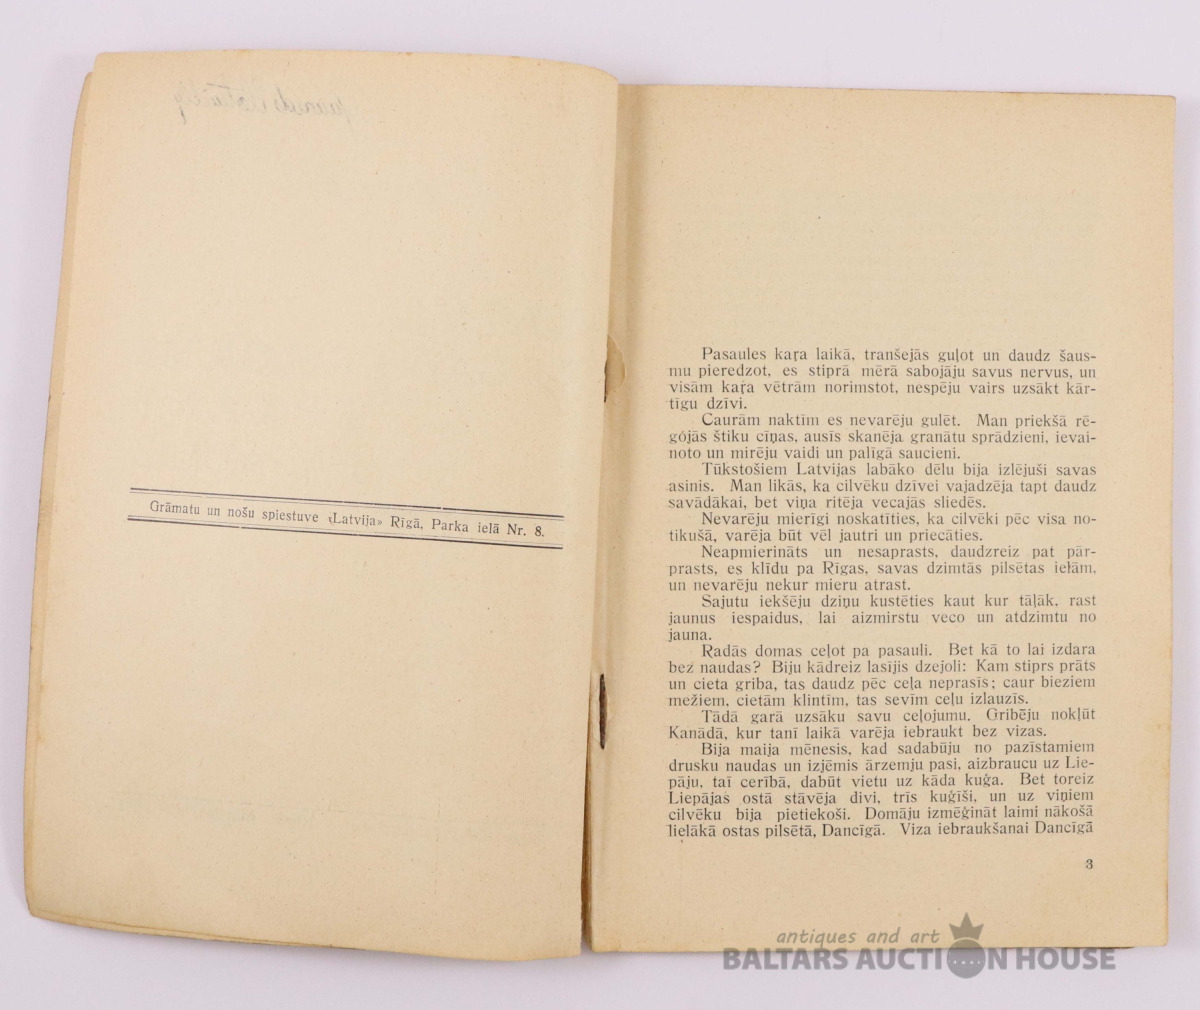 Grāmatu un nošu spiestuve «Latvija» Rīgā, Parka ielā Nr. 8.
Pasaules kaŗa laikā, tranšejās guļot un daudz šaus-
mu pieredzot, es stiprā mērā sabojāju savus nervus, un
visām kaŗa vētrām norimstot, nespēju vairs uzsākt kār-
tīgu dzīvi.
Caurām naktīm es nevarēju gulēt. Man priekšā rē-
gojās štiku cīņas, ausīs skanēja granātu sprādzieni, ievai-
noto un mirēju vaidi un palīgā saucieni.
Tūkstošiem Latvijas labāko dēlu bija izlējuši savas
asinis. Man likās, ka cilvēku dzīvei vajadzēja tapt daudz
savādākai, bet viņa ritēja vecajās sliedēs.
Nevarēju mierīgi noskatīties, ka cilvēki pēc visa no-
tikušā, varēja būt vēl jautri un priecāties.
Neapmierināts un nesaprasts, daudzreiz pat pār-
prasts, es klīdu pa Rīgas, savas dzimtās pilsētas ielām,
un nevarēju nekur mieru atrast.
Sajutu iekšēju dziņu kustēties kaut kur tāļāk, rast
jaunus iespaidus, lai aizmirstu veco un atdzimtu no
jauna.
Radās domas ceļot pa pasauli. Bet kā to lai izdara
bez naudas? Biju kādreiz lasījis dzejoli: Kam stiprs prāts
un cieta griba, tas daudz pēc ceļa neprasīs; caur bieziem
mežiem, cietām klintīm, tas sevīm ceļu izlauzīs.
Tādā garā uzsāku savu ceļojumu. Gribēju nokļūt
Kanādā, kur tanī laikā varēja iebraukt bez vizas.
Bija maija mēnesis, kad sadabūju no pazīstamiem
drusku naudas un izjēmis ārzemju pasi, aizbraucu uz Lie-
pāju, tai cerībā, dabūt vietu uz kāda kuģa. Bet toreiz
Liepājas ostā stāvēja divi, trīs kuģīši, un uz viņiem
cilvēku bija pietiekoši. Domāju izmēģināt laimi nākošā
lielākā ostas pilsētā, Dancīgā. Viza iebraukšanai Dancīgā
3
antiques and art
BALTARS AUCTION HOUSE